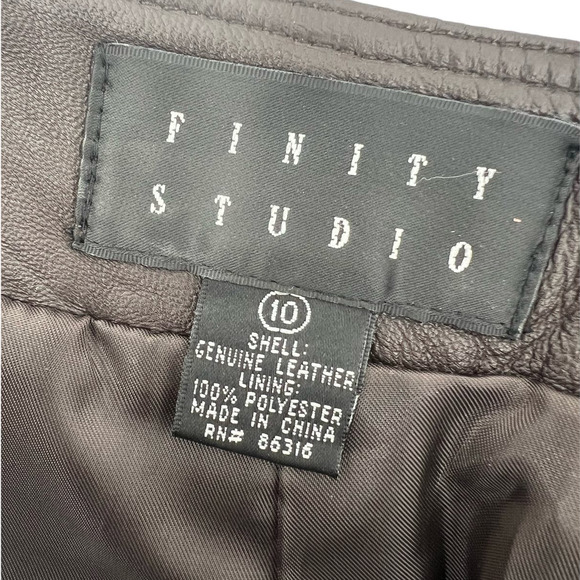 FINITY
STUDIO
10
SHELL:
GENUINE LEATHER
LINING:
100% POLYESTER
MADE IN CHINA
RN# 86316